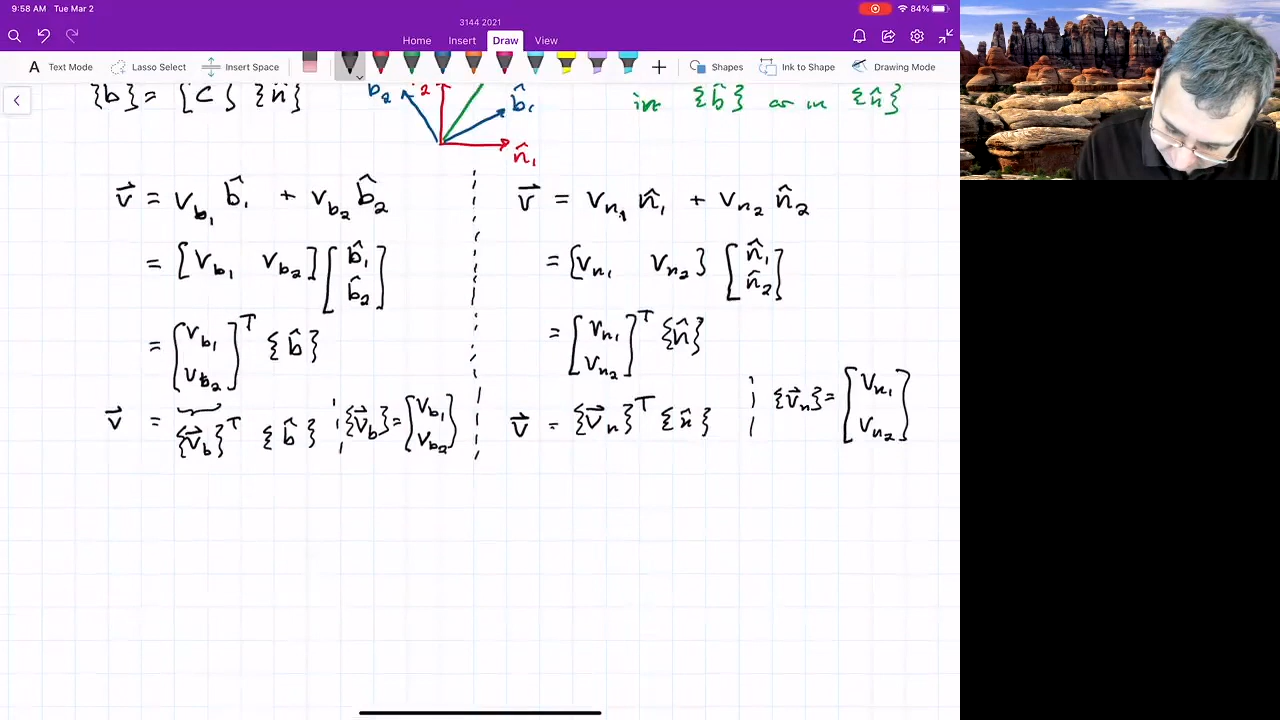 9:58 AM Tue Mar 2
84%
3144 2021
Home Insert Draw View
Text Mode Lasso Select Insert Space Shapes Ink to Shape Drawing Mode
{b} = [C] {n̂}
b₂ ̂₂ b̂₁ n̂₁
in {b̂} or in {n̂}
v⃗ = v_b₁ b̂₁ + v_b₂ b̂₂
= [v_b₁ v_b₂] [b̂₁ b̂₂]
= [v_b₁ v_b₂]ᵀ {b̂}
v⃗ = {v⃗_b}ᵀ {b̂} {v⃗_b} = [v_b₁ v_b₂]
v⃗ = v_n₁ n̂₁ + v_n₂ n̂₂
= [v_n₁ v_n₂] [n̂₁ n̂₂]
= [v_n₁ v_n₂]ᵀ {n̂}
v⃗ = {v⃗_n}ᵀ {n̂} {v⃗_n} = [v_n₁ v_n₂]